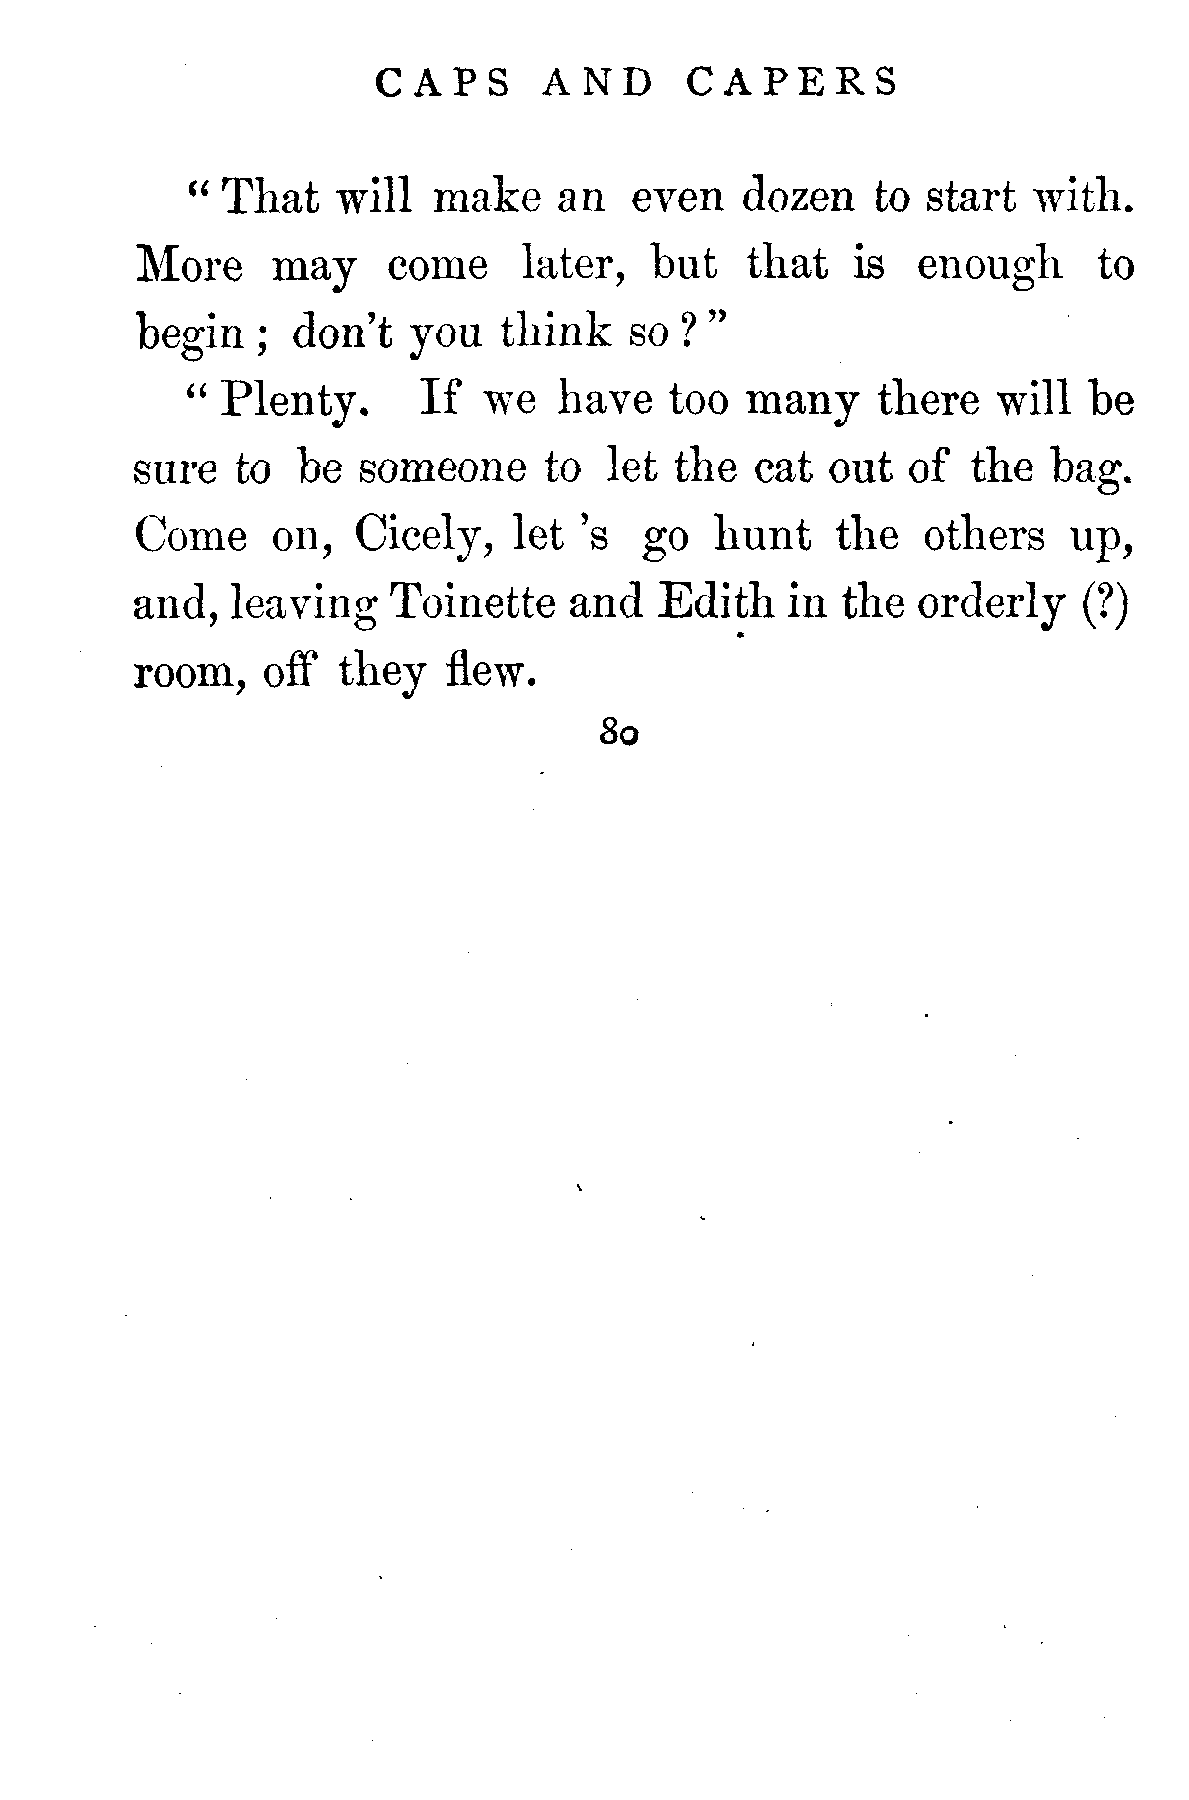 CAPS AND CAPERS
“ That will make an even dozen to start with.
More may come later, but that is enough to
begin ; don’t you think so ? ”
“ Plenty. If we have too many there will be
sure to be someone to let the cat out of the bag.
Come on, Cicely, let ’s go hunt the others up,
and, leaving Toinette and Edith in the orderly (?)
room, off they flew.
80